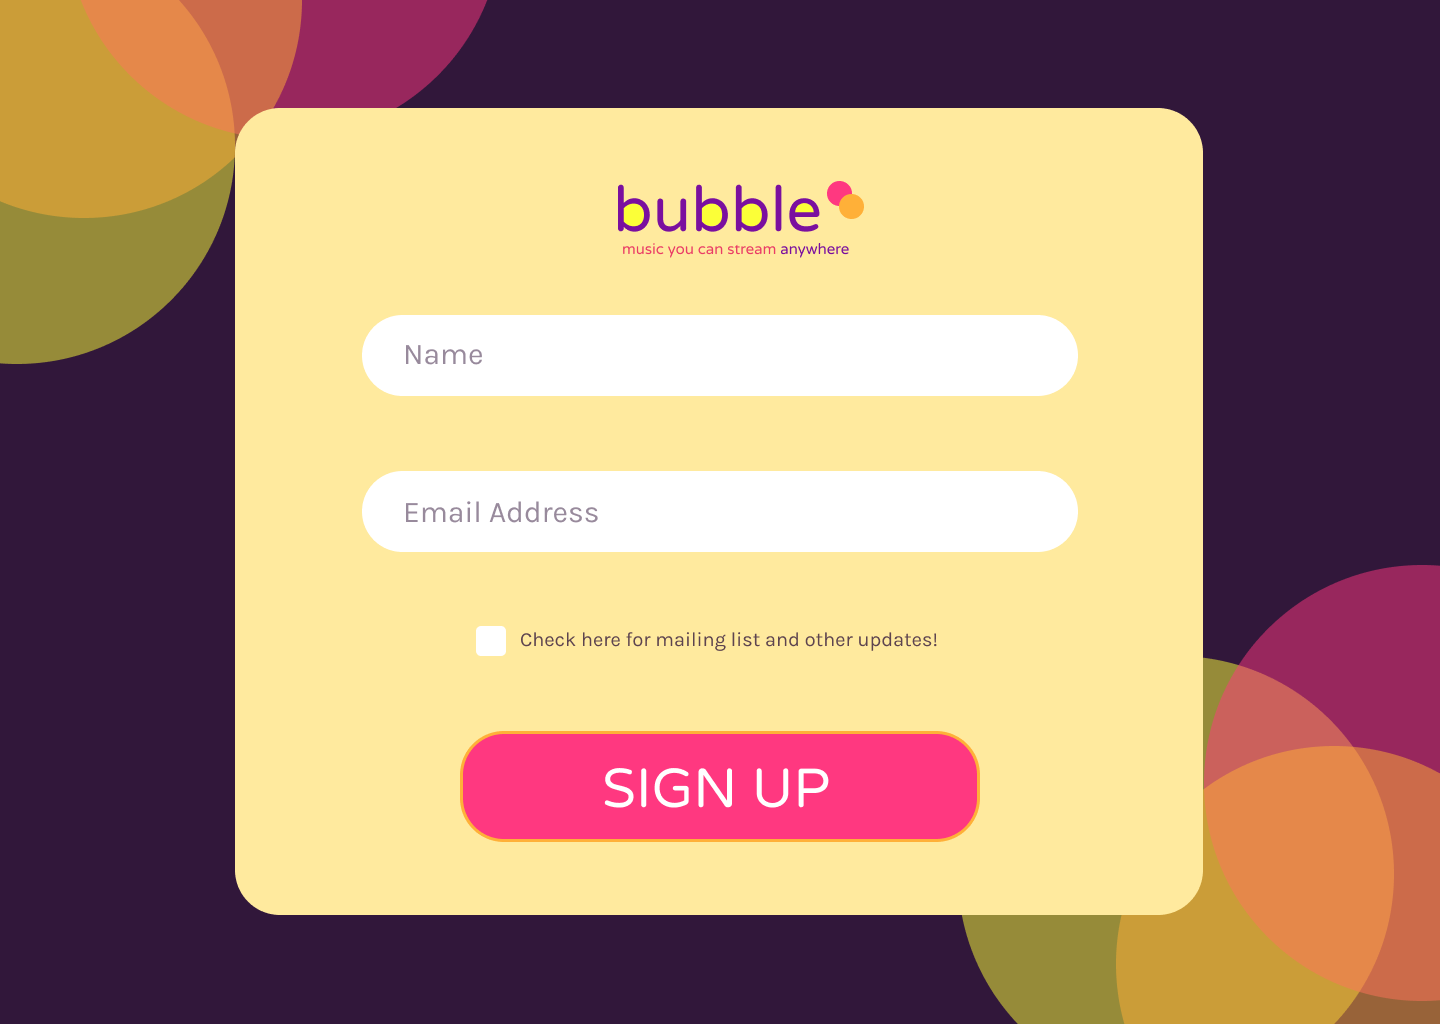 bubble
music you can stream anywhere
Name
Email Address
Check here for mailing list and other updates!
SIGN UP